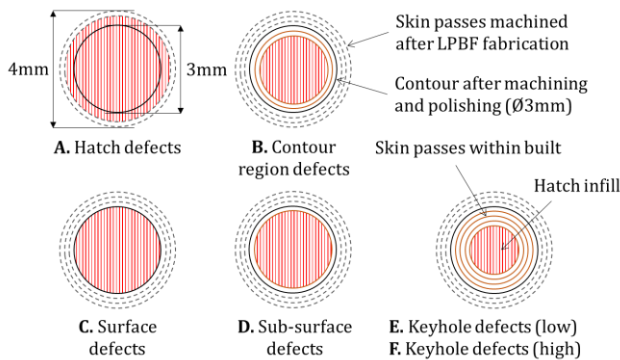 4mm
3mm
A. Hatch defects
B. Contour
region defects
Skin passes machined
after LPBF fabrication
Contour after machining
and polishing (Ø3mm)
Skin passes within built
Hatch infill
C. Surface
defects
D. Sub-surface
defects
E. Keyhole defects (low)
F. Keyhole defects (high)